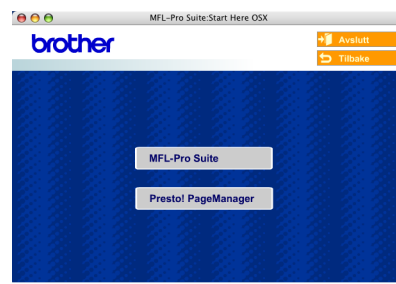 MFL-Pro Suite:Start Here OSX
brother
Avslutt
Tilbake
MFL-Pro Suite
Presto! PageManager